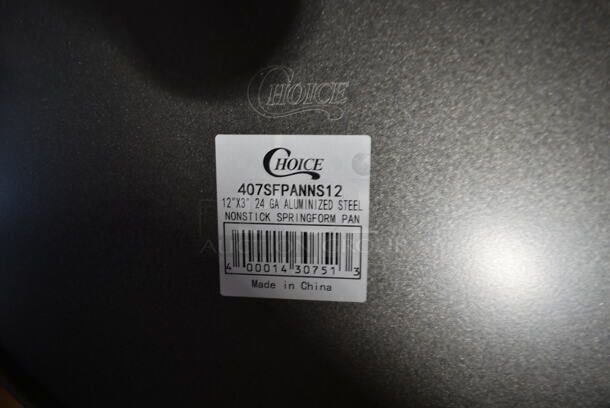 CHOICE
CHOICE
407SFPANNS12
12"X3" 24 GA ALUMINIZED STEEL
NONSTICK SPRINGFORM PAN
4 00014 30751 3
Made in China